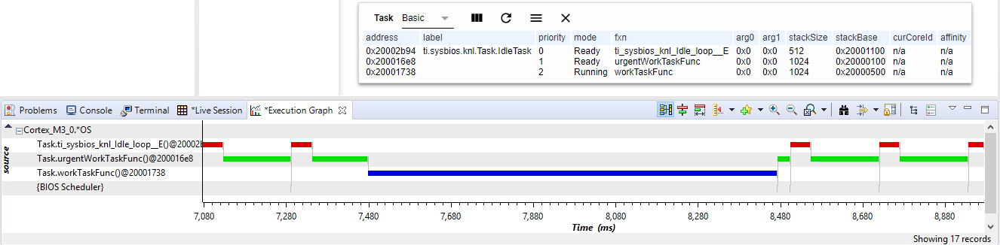 Task Basic
address label priority mode fxn arg0 arg1 stackSize stackBase curCoreId affinity
0x20002b94 ti.sysbios.knl.Task.IdleTask 0 Ready ti_sysbios_knl_Idle_loop__E 0x0 0x0 512 0x20001100 n/a n/a
0x200016e8 1 Ready urgentWorkTaskFunc 0x0 0x0 1024 0x20000100 n/a n/a
0x20001738 2 Running workTaskFunc 0x0 0x0 1024 0x20000500 n/a n/a
Problems Console Terminal *Live Session *Execution Graph
Cortex_M3_0.*OS
Task.ti_sysbios_knl_Idle_loop__E()@20002b
Task.urgentWorkTaskFunc()@200016e8
Task.workTaskFunc()@20001738
{BIOS Scheduler}
source
7,080 7,280 7,480 7,680 7,880 8,080 8,280 8,480 8,680 8,880
Time (ms)
Showing 17 records